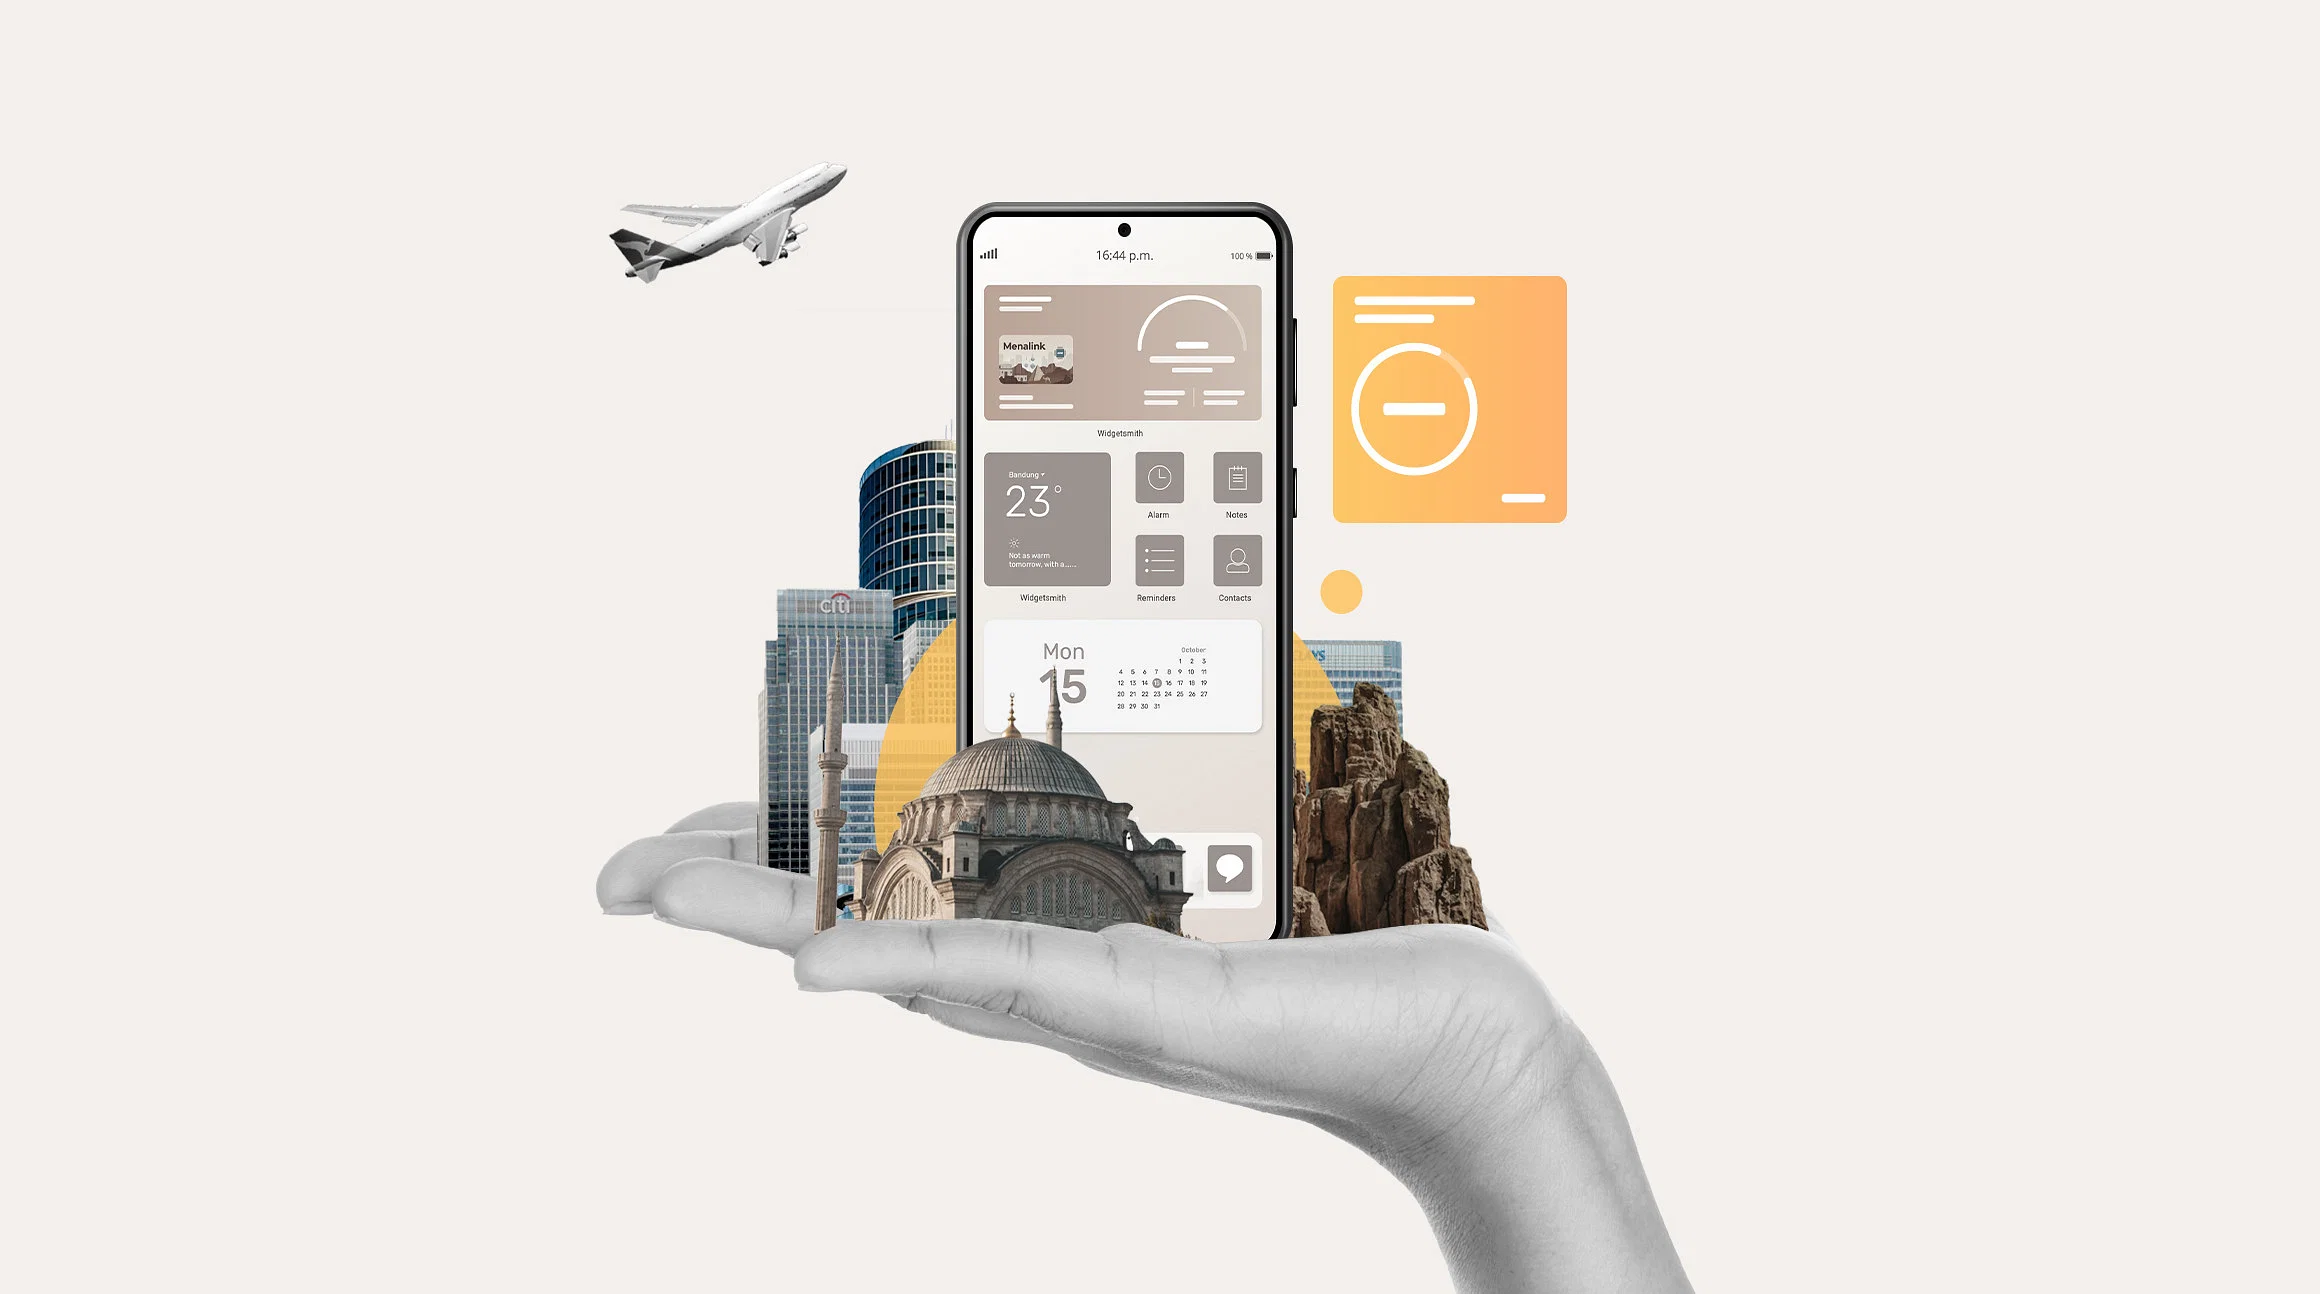 16:44 p.m.
100 %
Menalink
Widgetsmith
Bandung
23°
Not as warm
tomorrow, with a......
Widgetsmith
Alarm
Notes
Reminders
Contacts
Mon
15
October
1 2 3
4 5 6 7 8 9 10 11
12 13 14 15 16 17 18 19
20 21 22 23 24 25 26 27
28 29 30 31
citi